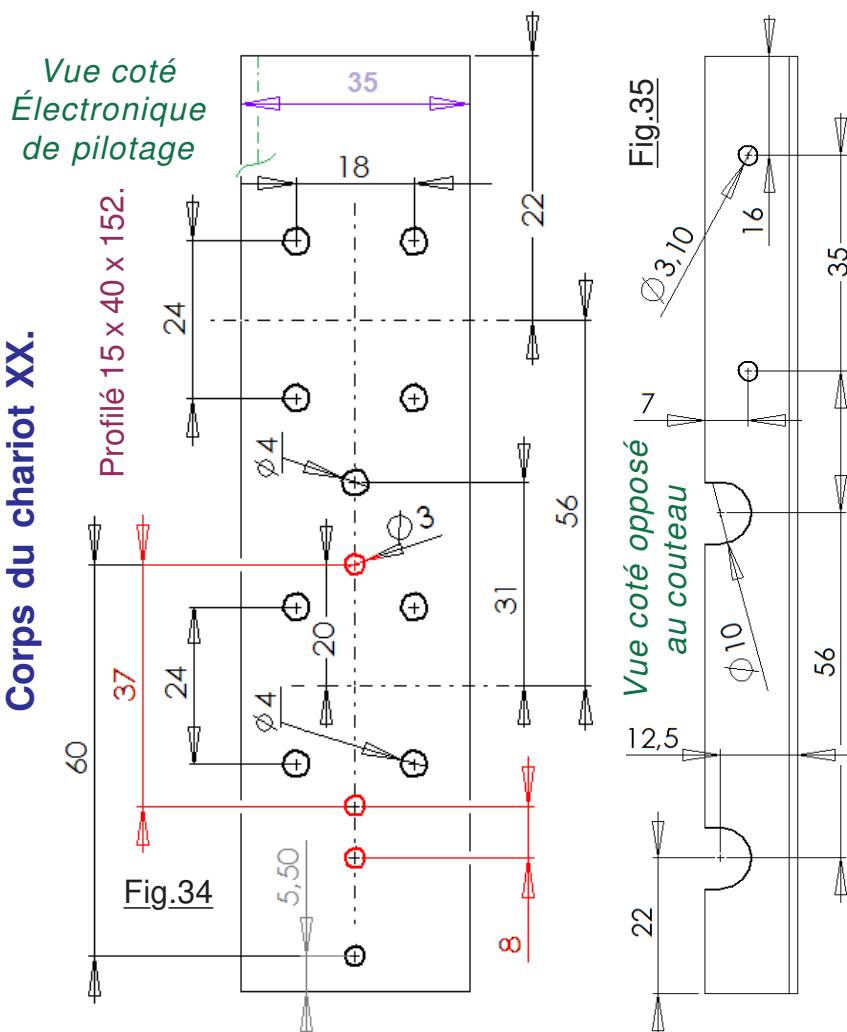 Vue coté
Électronique
de pilotage
Corps du chariot XX.
Profilé 15 x 40 x 152.
35
18
22
24
Ø 4
Ø 3
56
31
20
37
24
60
Ø 4
5,50
8
Fig.34
Fig.35
16
35
Ø 3,10
7
Vue coté opposé
au couteau
Ø 10
56
12,5
22